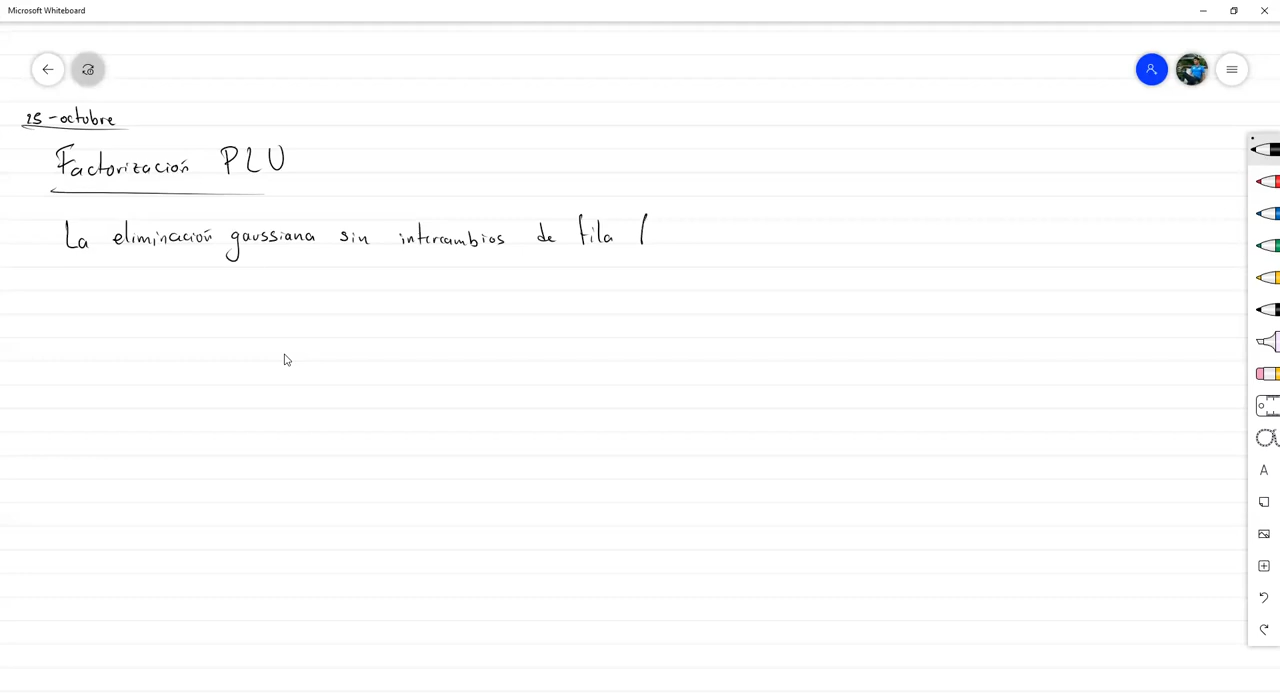 Microsoft Whiteboard
25-octubre
Factorización PLU
La eliminación gaussiana sin intercambios de fila (
A